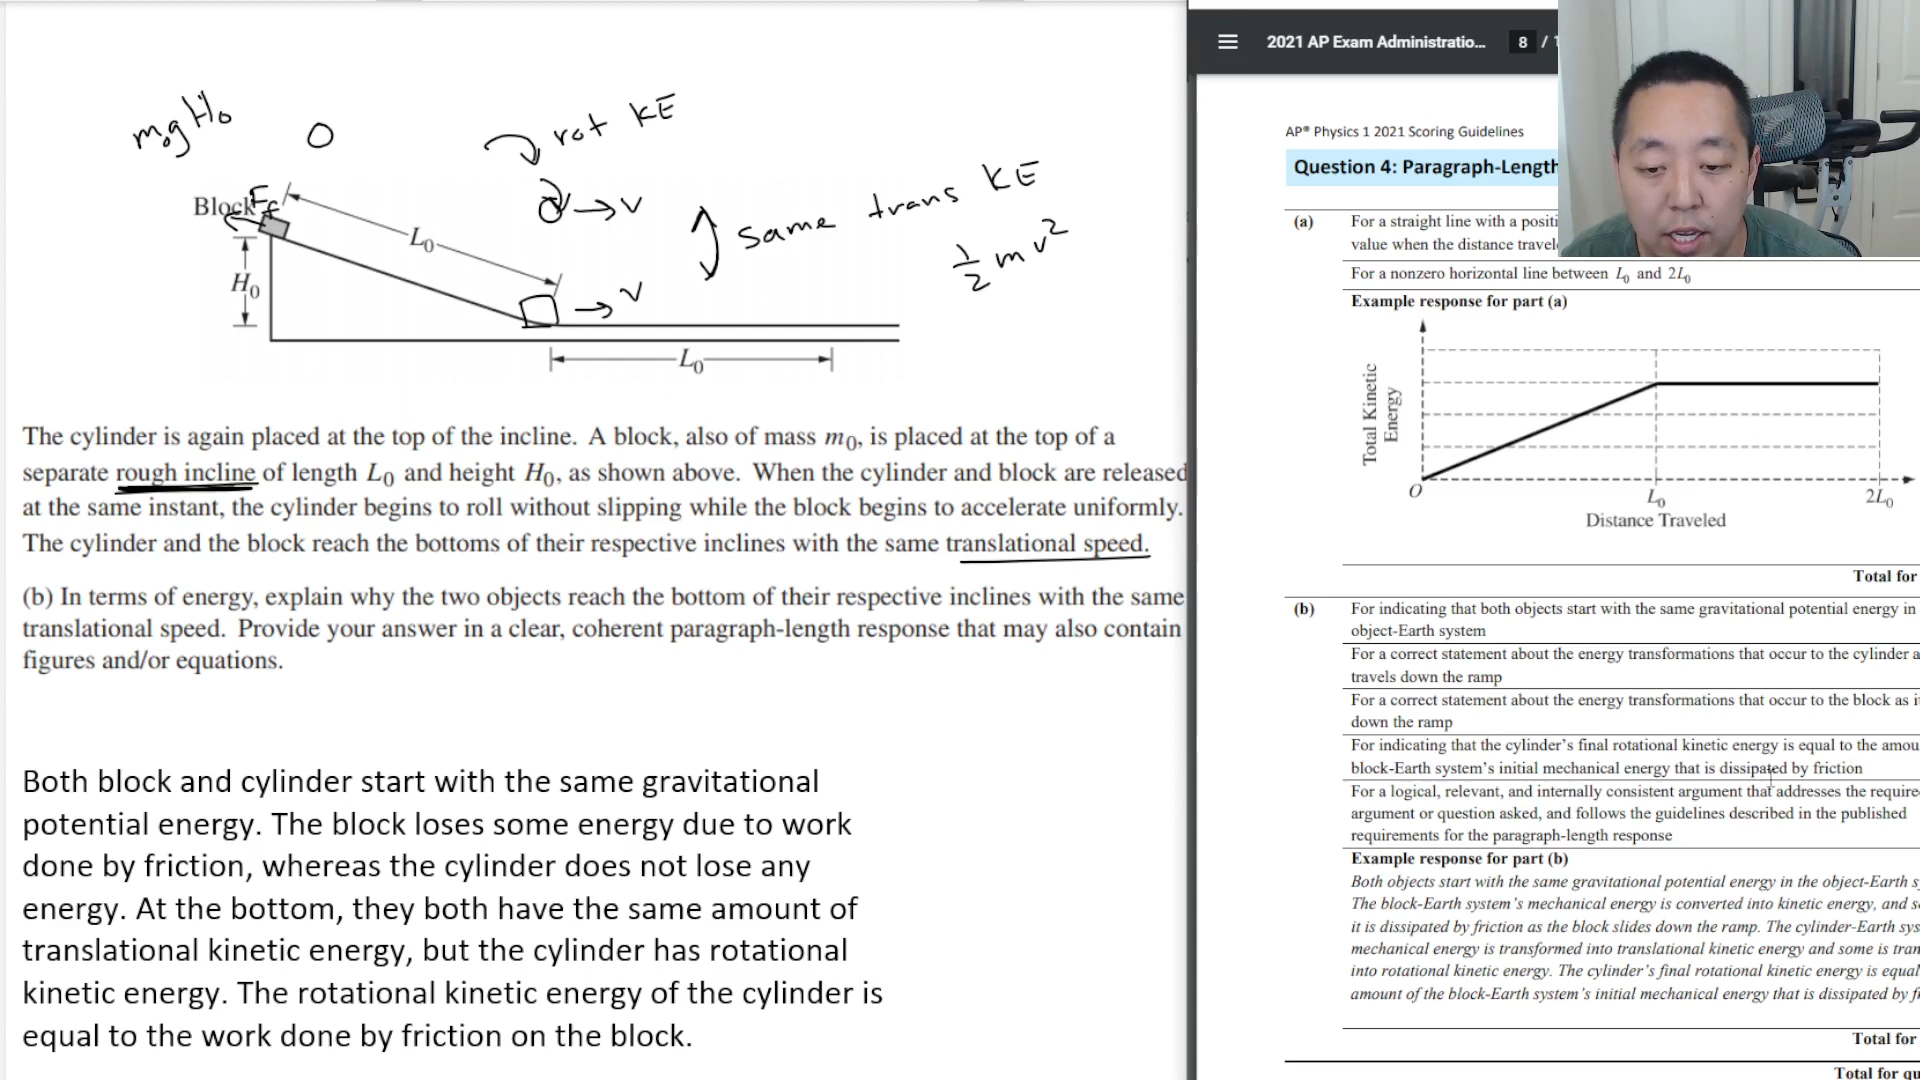 m₀gH₀
O
rot KE
v
same trans KE
½mv²
v
Block
Ff
L₀
H₀
L₀
The cylinder is again placed at the top of the incline. A block, also of mass m₀, is placed at the top of a
separate rough incline of length L₀ and height H₀, as shown above. When the cylinder and block are released
at the same instant, the cylinder begins to roll without slipping while the block begins to accelerate uniformly.
The cylinder and the block reach the bottoms of their respective inclines with the same translational speed.
(b) In terms of energy, explain why the two objects reach the bottom of their respective inclines with the same
translational speed. Provide your answer in a clear, coherent paragraph-length response that may also contain
figures and/or equations.
Both block and cylinder start with the same gravitational
potential energy. The block loses some energy due to work
done by friction, whereas the cylinder does not lose any
energy. At the bottom, they both have the same amount of
translational kinetic energy, but the cylinder has rotational
kinetic energy. The rotational kinetic energy of the cylinder is
equal to the work done by friction on the block.
2021 AP Exam Administratio... 8 / 1
AP® Physics 1 2021 Scoring Guidelines
Question 4: Paragraph-Length
(a) For a straight line with a positi
value when the distance travel
For a nonzero horizontal line between L₀ and 2L₀
Example response for part (a)
Total Kinetic
Energy
O L₀ 2L₀
Distance Traveled
Total for
(b) For indicating that both objects start with the same gravitational potential energy in
object-Earth system
For a correct statement about the energy transformations that occur to the cylinder a
travels down the ramp
For a correct statement about the energy transformations that occur to the block as i
down the ramp
For indicating that the cylinder's final rotational kinetic energy is equal to the amou
block-Earth system's initial mechanical energy that is dissipated by friction
For a logical, relevant, and internally consistent argument that addresses the require
argument or question asked, and follows the guidelines described in the published
requirements for the paragraph-length response
Example response for part (b)
Both objects start with the same gravitational potential energy in the object-Earth s
The block-Earth system's mechanical energy is converted into kinetic energy, and s
it is dissipated by friction as the block slides down the ramp. The cylinder-Earth sys
mechanical energy is transformed into translational kinetic energy and some is tran
into rotational kinetic energy. The cylinder's final rotational kinetic energy is equal
amount of the block-Earth system's initial mechanical energy that is dissipated by f
Total for
Total for qu